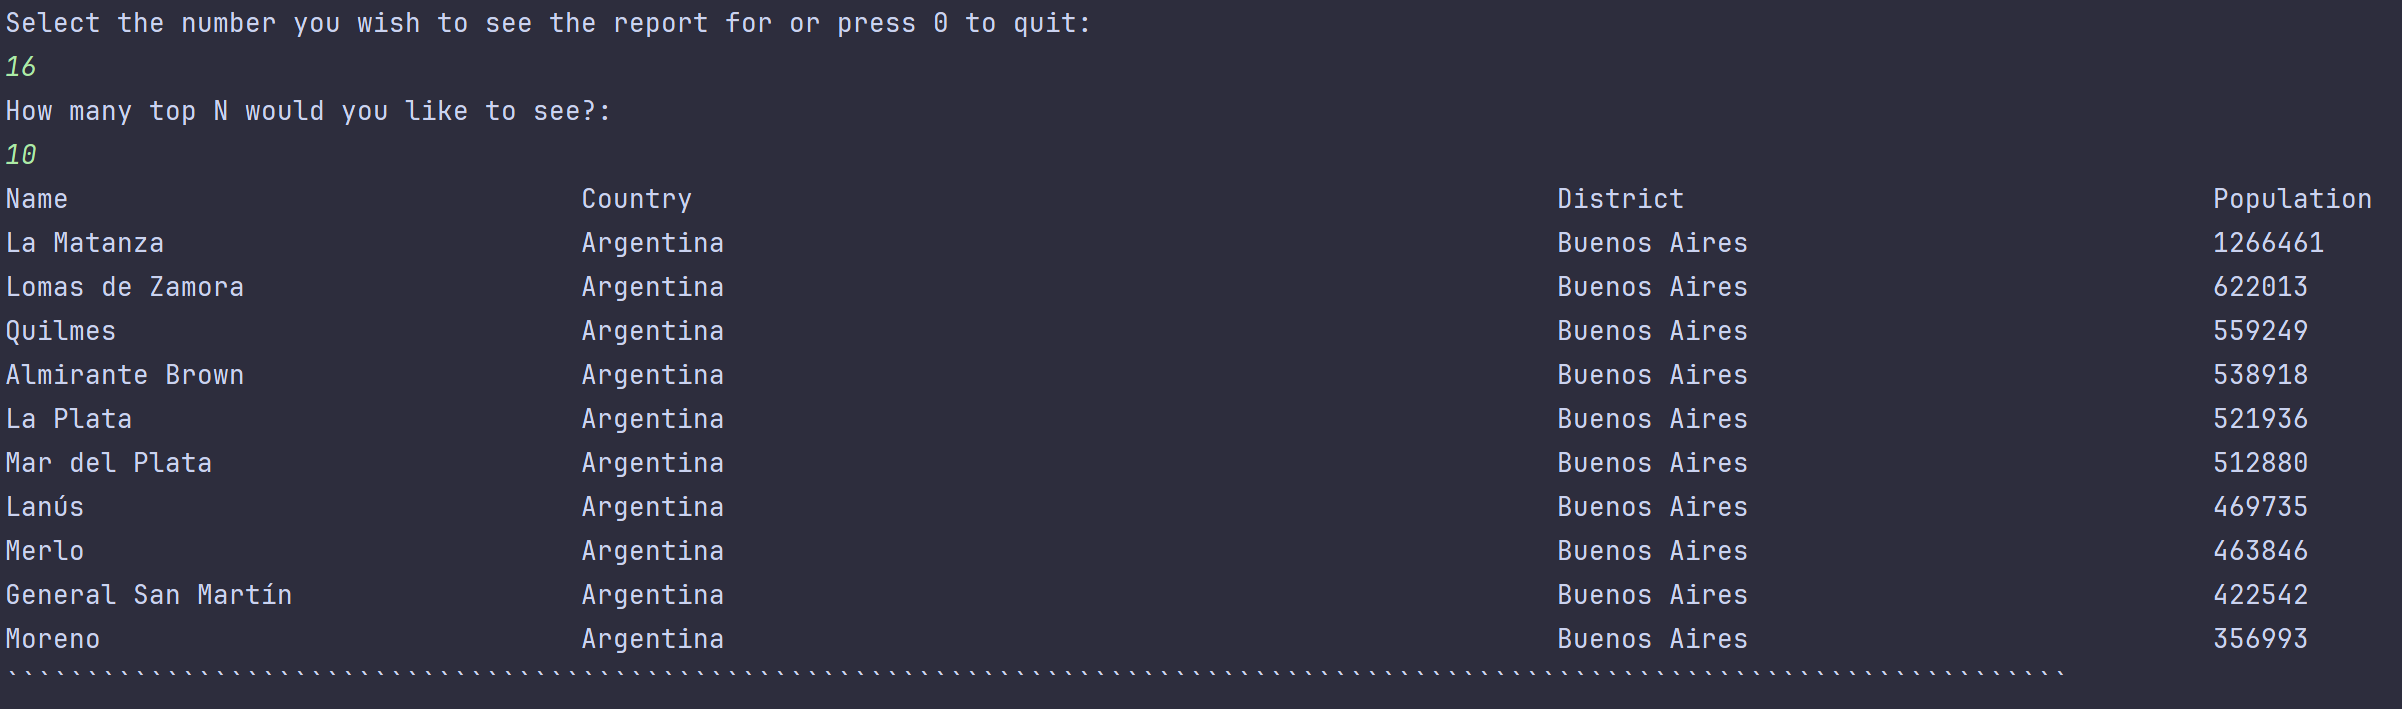 Select the number you wish to see the report for or press 0 to quit:
16
How many top N would you like to see?:
10
Name Country District Population
La Matanza Argentina Buenos Aires 1266461
Lomas de Zamora Argentina Buenos Aires 622013
Quilmes Argentina Buenos Aires 559249
Almirante Brown Argentina Buenos Aires 538918
La Plata Argentina Buenos Aires 521936
Mar del Plata Argentina Buenos Aires 512880
Lanús Argentina Buenos Aires 469735
Merlo Argentina Buenos Aires 463846
General San Martín Argentina Buenos Aires 422542
Moreno Argentina Buenos Aires 356993
`````````````````````````````````````````````````````````````````````````````````````````````````````````````````````````````````